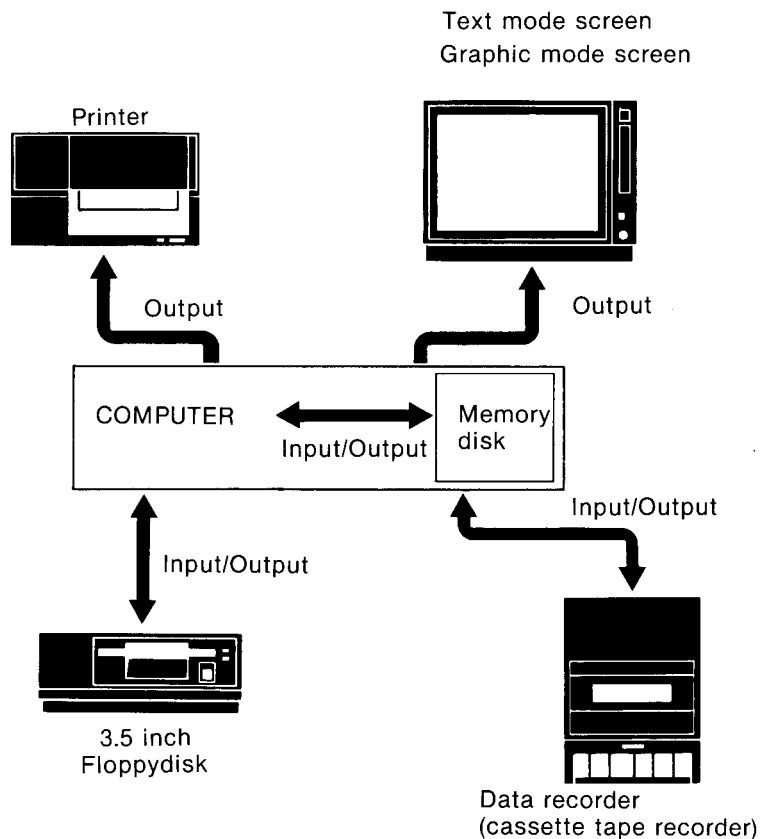 Text mode screen
Graphic mode screen
Printer
Output
Output
COMPUTER
Memory
disk
Input/Output
Input/Output
Input/Output
3.5 inch
Floppydisk
Data recorder
(cassette tape recorder)